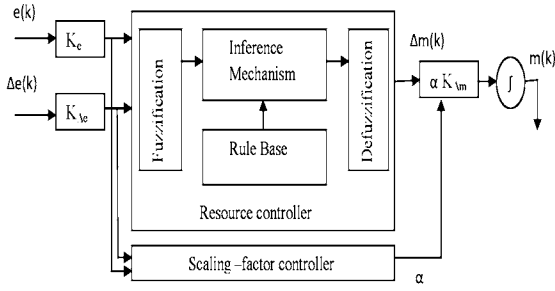 e(k)
Ke
Δe(k)
K\e
Fuzzification
Inference
Mechanism
Rule Base
Defuzzification
Resource controller
Δm(k)
α K\m
∫
m(k)
Scaling –factor controller
α